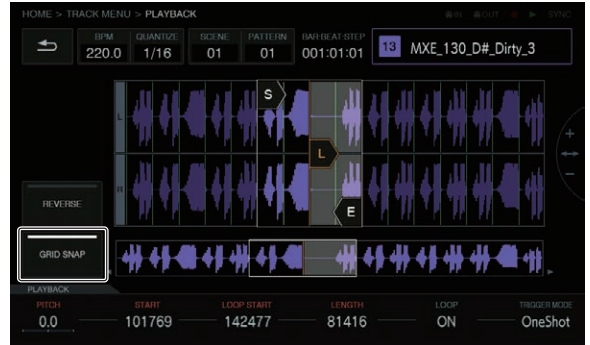 HOME > TRACK MENU > PLAYBACK
IN OUT SYNC
BPM QUANTIZE SCENE PATTERN BAR:BEAT:STEP
220.0 1/16 01 01 001:01:01 13 MXE_130_D#_Dirty_3
S
L
L
+
-
R
E
REVERSE
GRID SNAP
PLAYBACK
PITCH START LOOP START LENGTH LOOP TRIGGER MODE
0.0 101769 142477 81416 ON OneShot